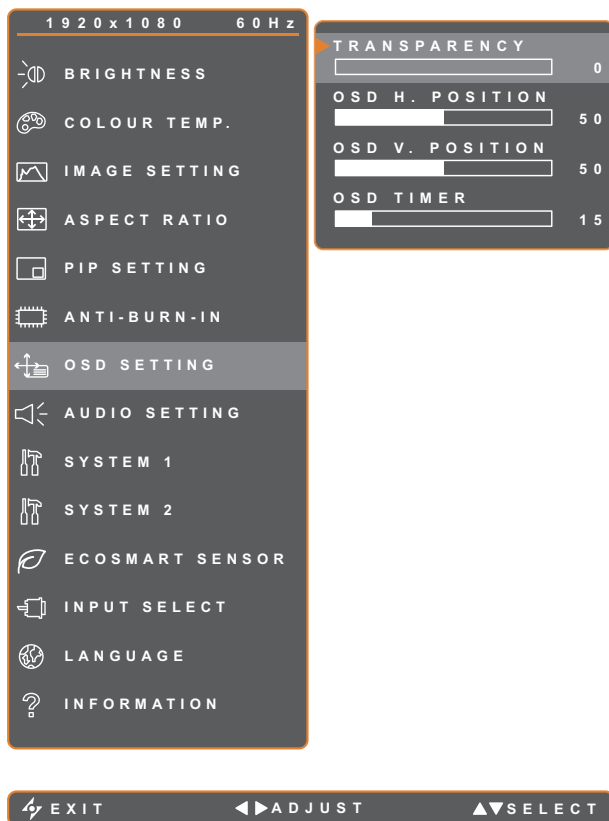 1920x1080 60Hz
BRIGHTNESS
COLOUR TEMP.
IMAGE SETTING
ASPECT RATIO
PIP SETTING
ANTI-BURN-IN
OSD SETTING
AUDIO SETTING
SYSTEM 1
SYSTEM 2
ECOSMART SENSOR
INPUT SELECT
LANGUAGE
INFORMATION
TRANSPARENCY
0
OSD H. POSITION
50
OSD V. POSITION
50
OSD TIMER
15
EXIT ADJUST SELECT